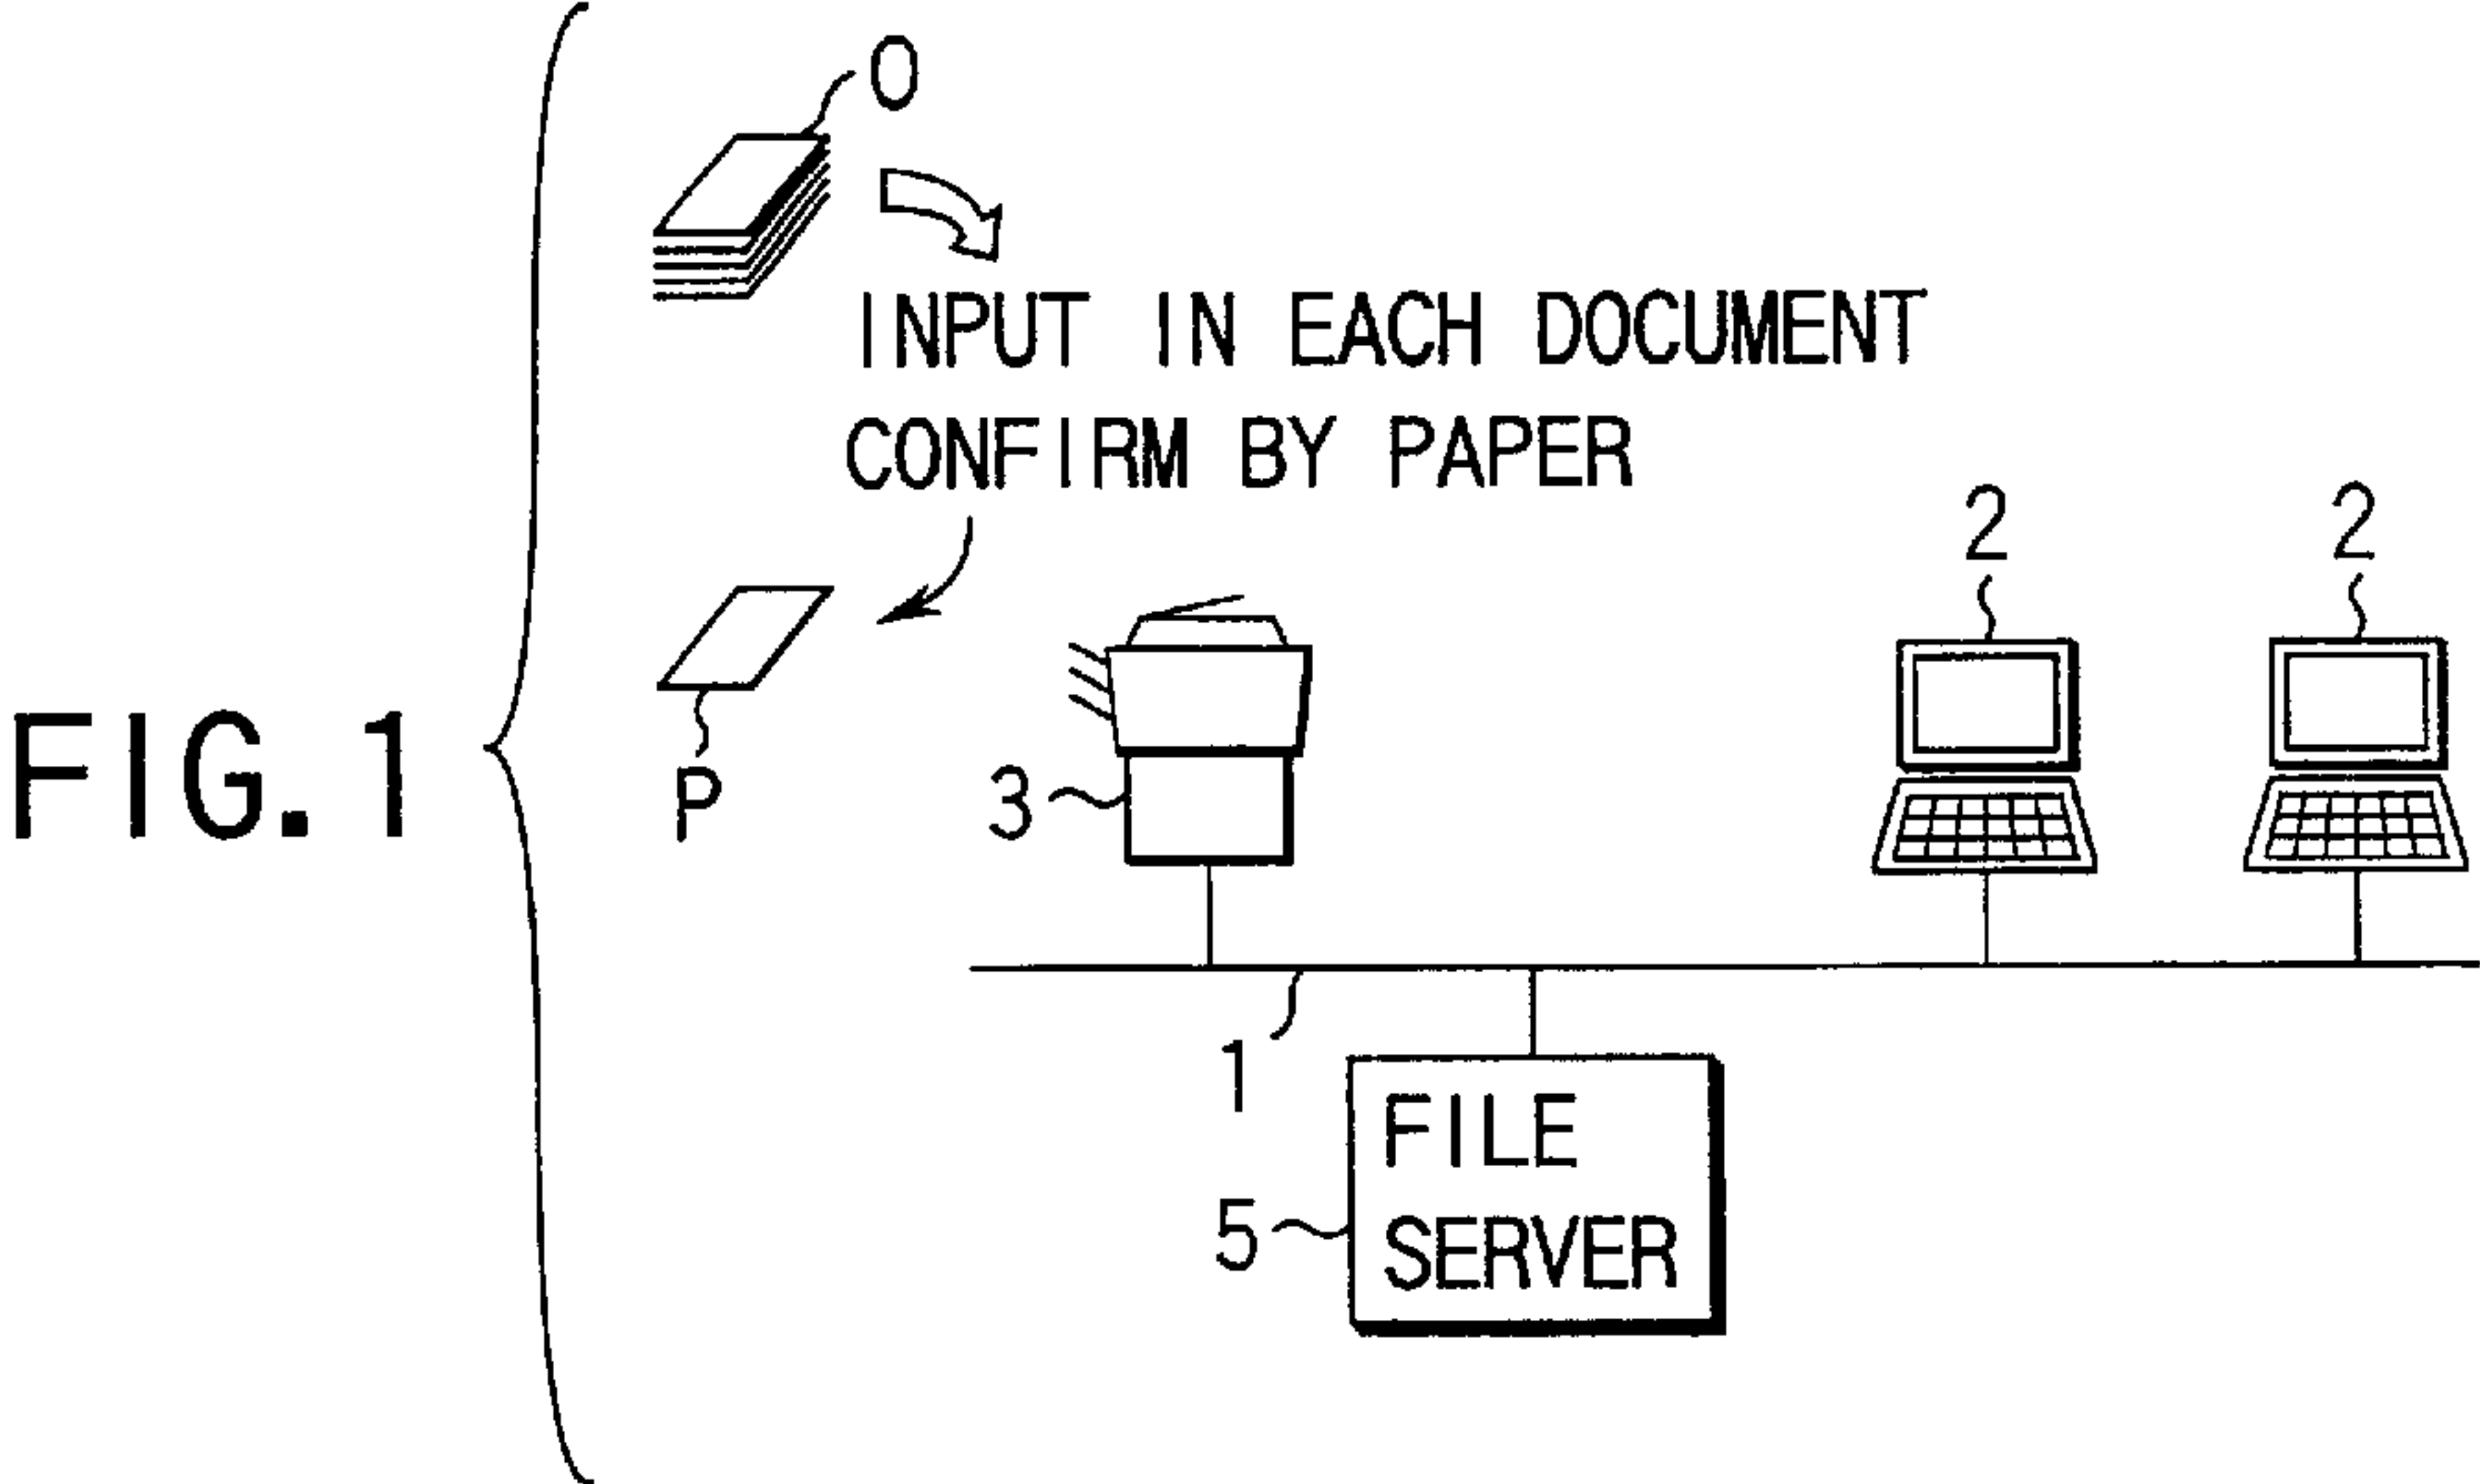 FIG. 1
O
INPUT IN EACH DOCUMENT
CONFIRM BY PAPER
2
2
P
3
1
FILE
5
SERVER